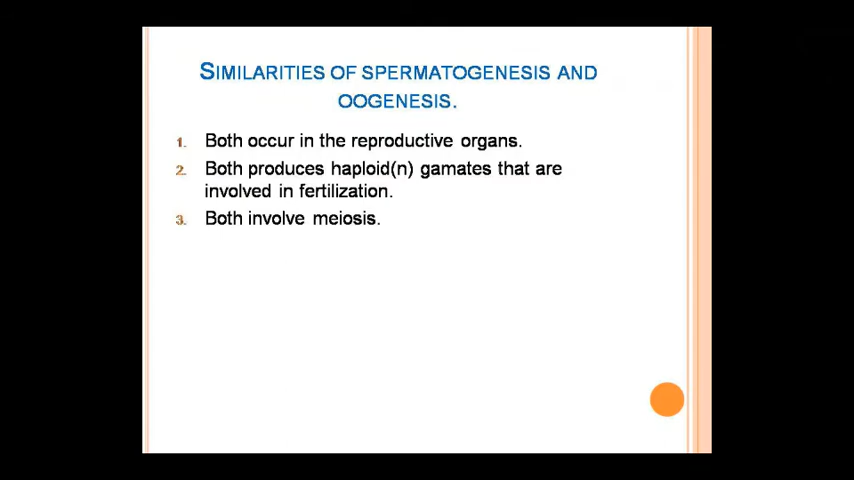 SIMILARITIES OF SPERMATOGENESIS AND
OOGENESIS.
1. Both occur in the reproductive organs.
2. Both produces haploid(n) gamates that are
involved in fertilization.
3. Both involve meiosis.